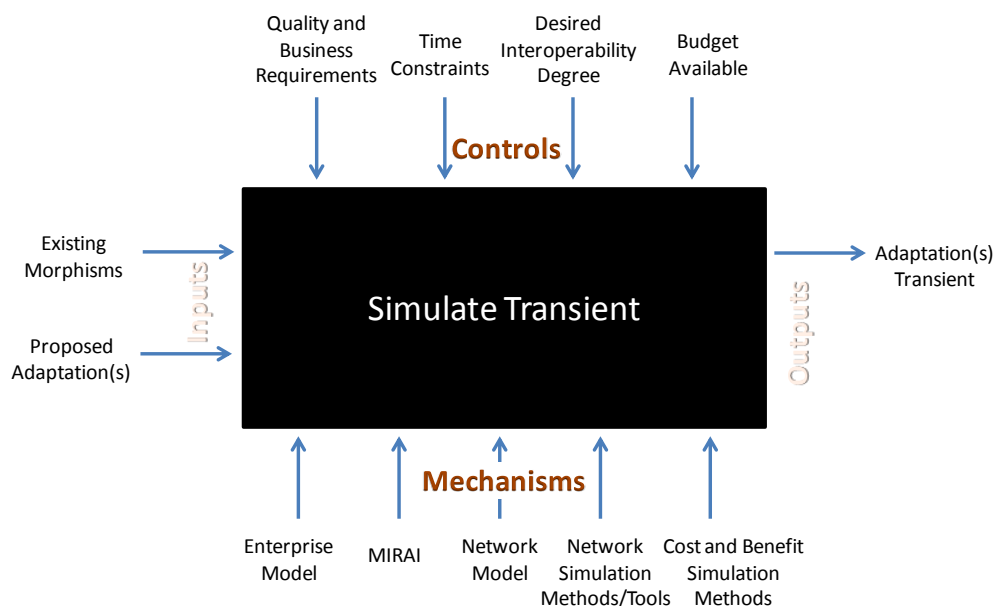 Quality and
Business
Requirements
Time
Constraints
Desired
Interoperability
Degree
Budget
Available
Controls
Existing
Morphisms
Inputs
Proposed
Adaptation(s)
Simulate Transient
Outputs
Adaptation(s)
Transient
Mechanisms
Enterprise
Model
MIRAI
Network
Model
Network
Simulation
Methods/Tools
Cost and Benefit
Simulation
Methods